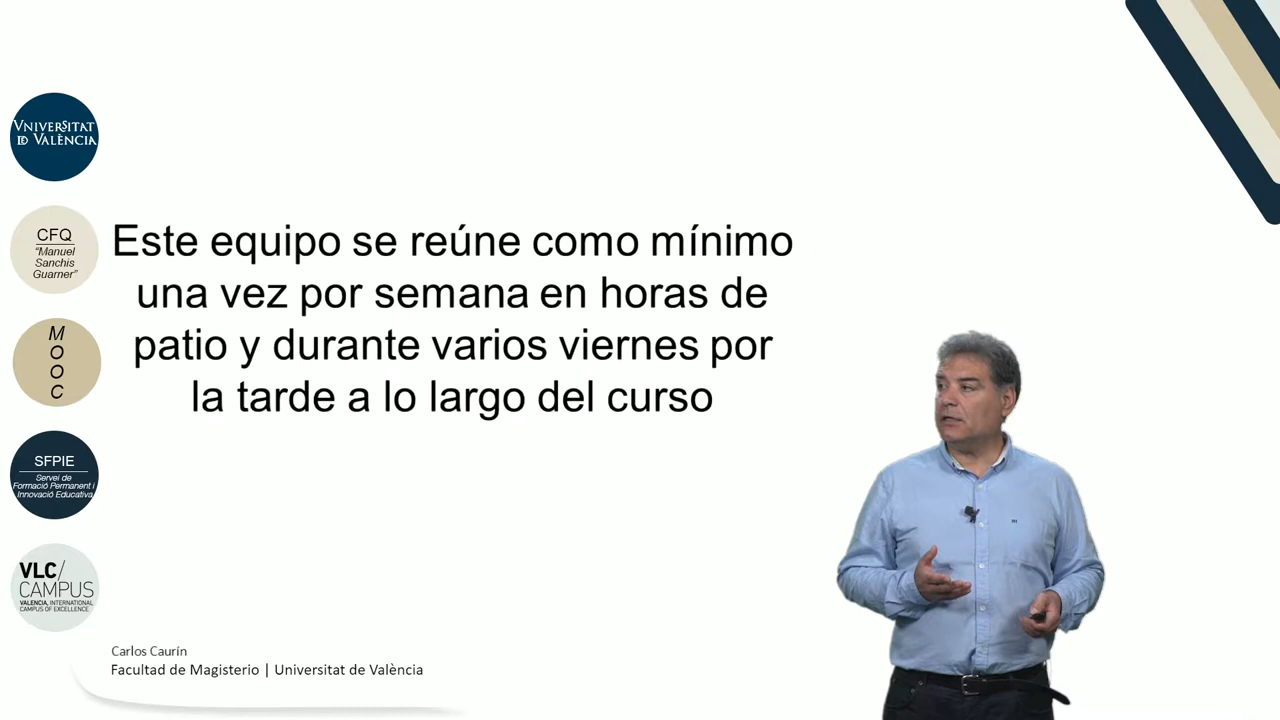 VNIVERSITAT
ID VALÈNCIA
CFQ
"Manuel
Sanchis
Guarner"
M
O
O
C
SFPIE
Servei de
Formació Permanent i
Innovació Educativa
VLC/
CAMPUS
VALENCIA, INTERNATIONAL
CAMPUS OF EXCELLENCE
Este equipo se reúne como mínimo
una vez por semana en horas de
patio y durante varios viernes por
la tarde a lo largo del curso
Carlos Caurín
Facultad de Magisterio | Universitat de València